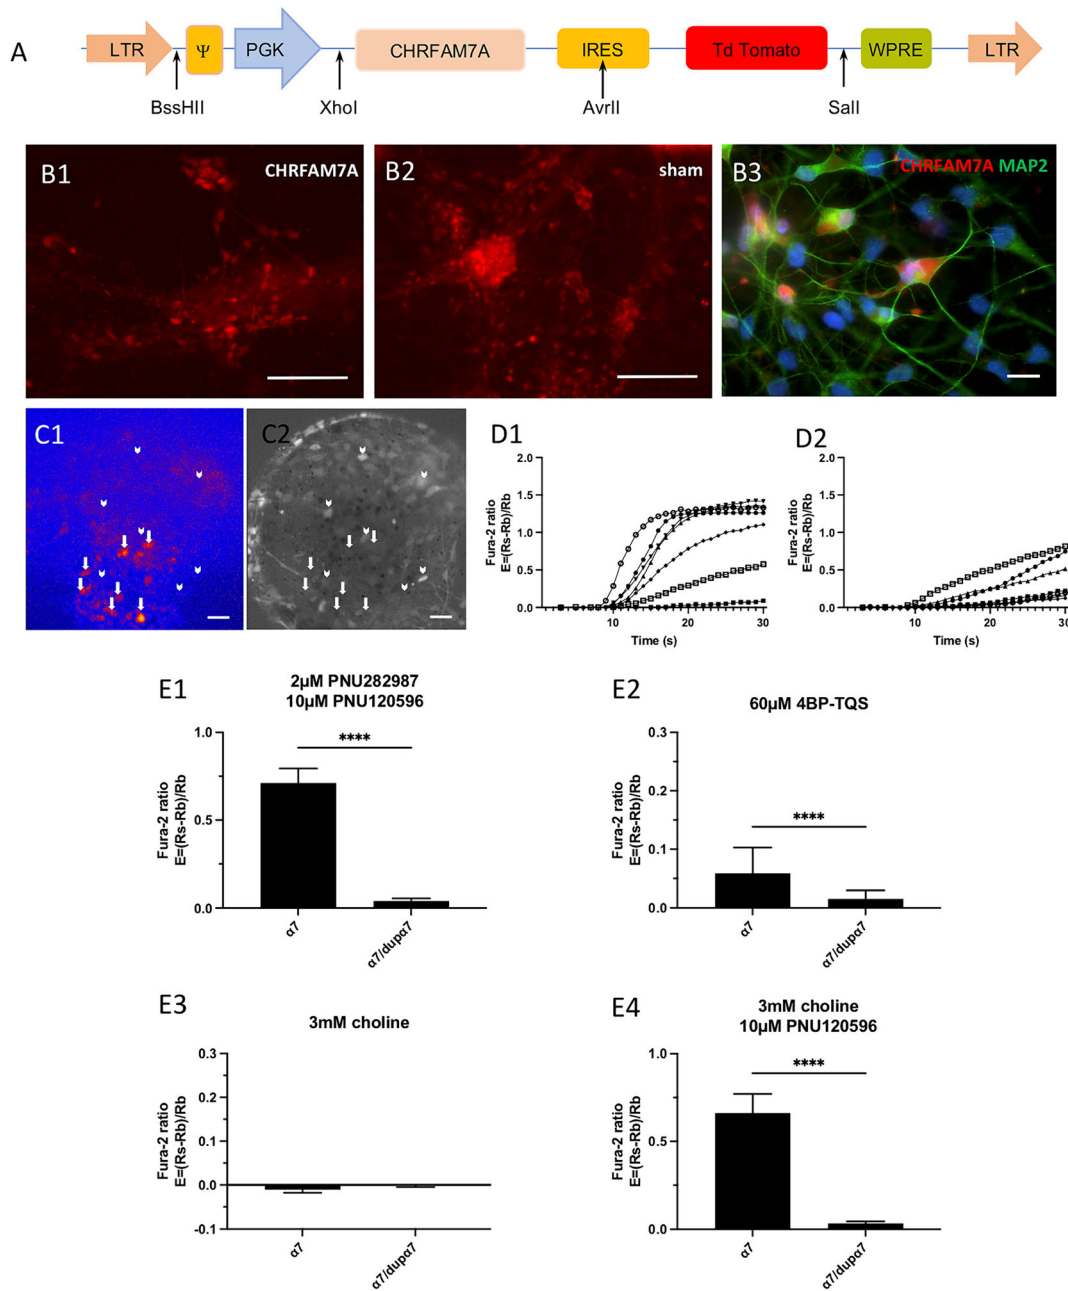 A
LTR Ψ PGK CHRFAM7A IRES Td Tomato WPRE LTR
BssHII XhoI AvrII SalI
B1 CHRFAM7A
B2 sham
B3 CHRFAM7A MAP2
C1
C2
D1
Fura-2 ratio
E=(Rs-Rb)/Rb
2.0
1.5
1.0
0.5
0.0
10 20 30
Time (s)
D2
Fura-2 ratio
E=(Rs-Rb)/Rb
2.0
1.5
1.0
0.5
0.0
10 20 30
Time (s)
E1
2µM PNU282987
10µM PNU120596
Fura-2 ratio
E=(Rs-Rb)/Rb
1.0
0.5
0.0
****
α7
α7/dupα7
E2
60µM 4BP-TQS
Fura-2 ratio
E=(Rs-Rb)/Rb
0.3
0.2
0.1
0.0
****
α7
α7/dupα7
E3
3mM choline
Fura-2 ratio
E=(Rs-Rb)/Rb
0.3
0.2
0.1
0.0
-0.1
α7
α7/dupα7
E4
3mM choline
10µM PNU120596
Fura-2 ratio
E=(Rs-Rb)/Rb
1.0
0.5
0.0
****
α7
α7/dupα7